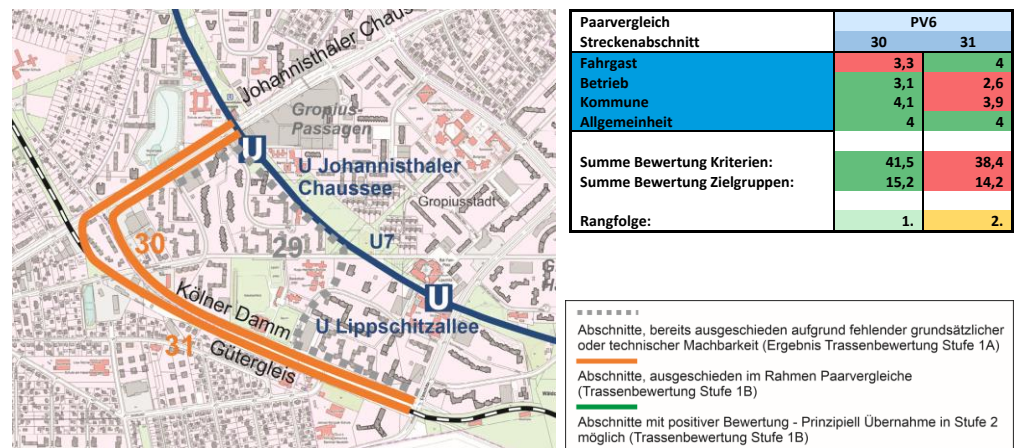 Johannisthaler Chaus
Gropius-
Passagen
U
U Johannisthaler
Chaussee
Gropiusstadt
30
29
U7
Kölner Damm
U
U Lippschitzallee
31
Gütergleis
Paarvergleich PV6
Streckenabschnitt 30 31
Fahrgast 3,3 4
Betrieb 3,1 2,6
Kommune 4,1 3,9
Allgemeinheit 4 4
Summe Bewertung Kriterien: 41,5 38,4
Summe Bewertung Zielgruppen: 15,2 14,2
Rangfolge: 1. 2.
Abschnitte, bereits ausgeschieden aufgrund fehlender grundsätzlicher
oder technischer Machbarkeit (Ergebnis Trassenbewertung Stufe 1A)
Abschnitte, ausgeschieden im Rahmen Paarvergleiche
(Trassenbewertung Stufe 1B)
Abschnitte mit positiver Bewertung - Prinzipiell Übernahme in Stufe 2
möglich (Trassenbewertung Stufe 1B)